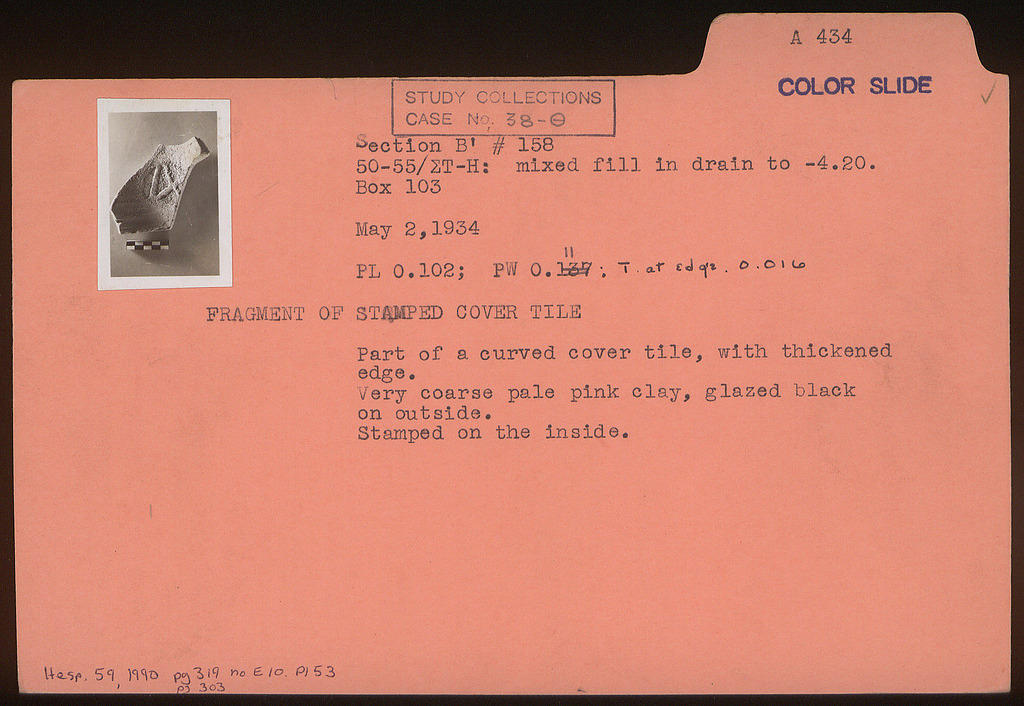 A 434
COLOR SLIDE
STUDY COLLECTIONS
CASE No. 38-Θ
Section B' # 158
50-55/ΣT-H: mixed fill in drain to -4.20.
Box 103
May 2,1934
PL 0.102; PW 0.137 11; T. at edge. 0.016
FRAGMENT OF STAMPED COVER TILE
Part of a curved cover tile, with thickened
edge.
Very coarse pale pink clay, glazed black
on outside.
Stamped on the inside.
Hesp. 59, 1990 pg 319 no E10. Pl 53
pg 303